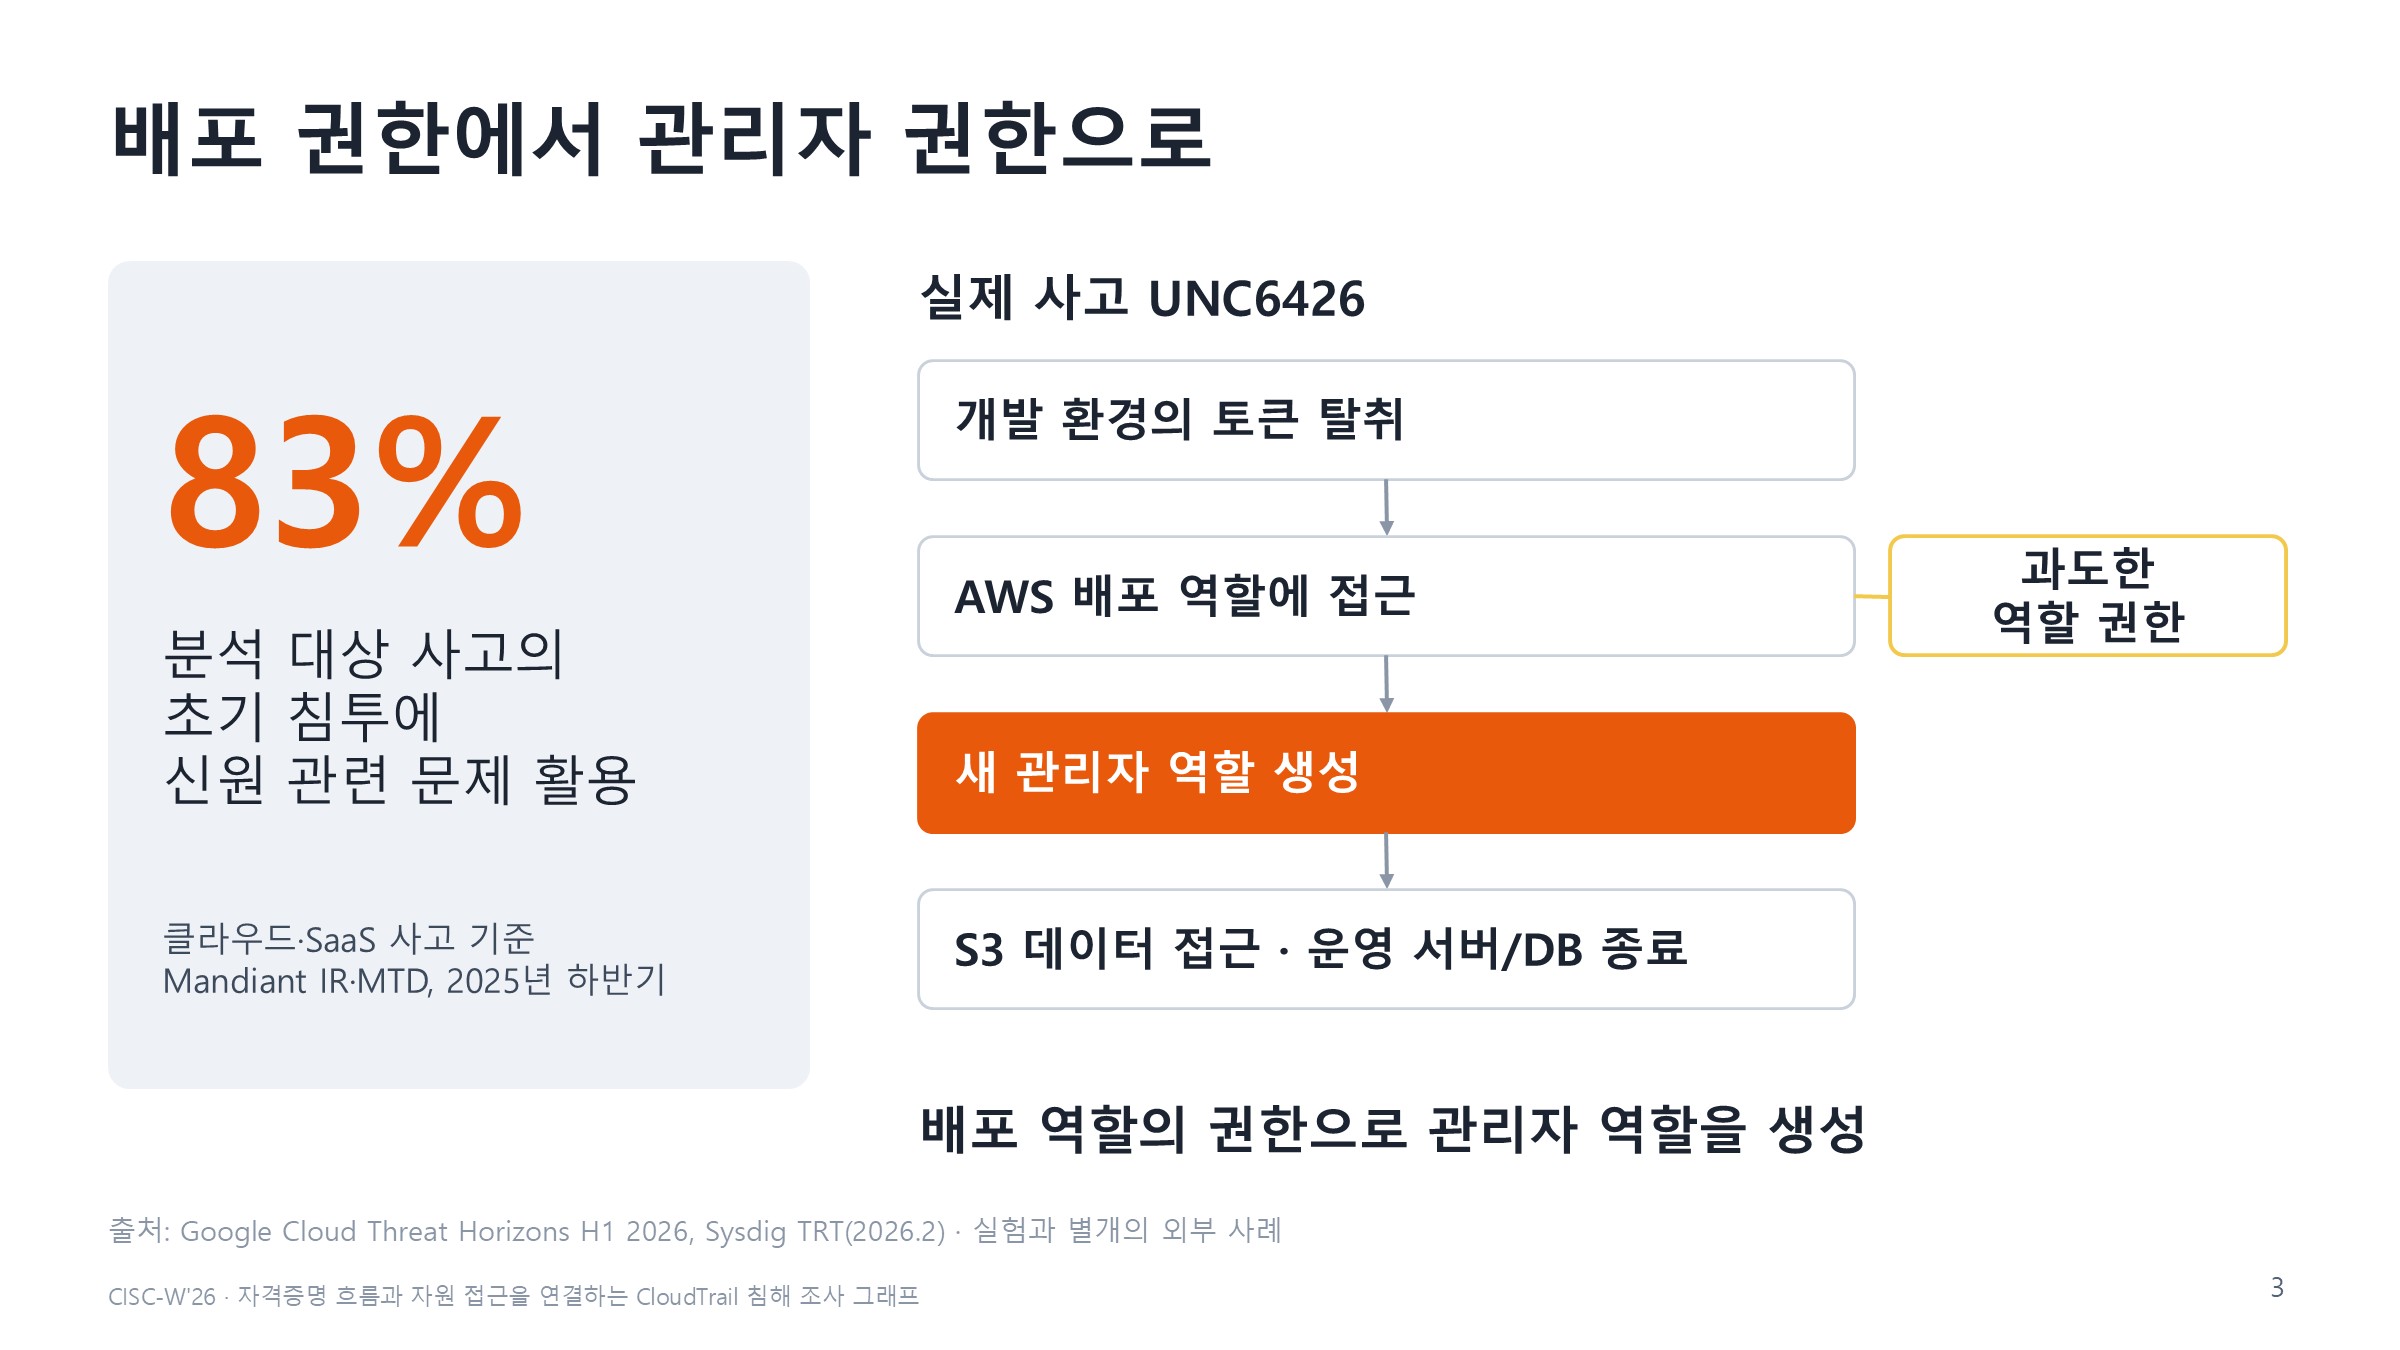 배포 권한에서 관리자 권한으로
83%
분석 대상 사고의
초기 침투에
신원 관련 문제 활용
클라우드·SaaS 사고 기준
Mandiant IR·MTD, 2025년 하반기
실제 사고 UNC6426
개발 환경의 토큰 탈취
AWS 배포 역할에 접근
과도한
역할 권한
새 관리자 역할 생성
S3 데이터 접근 · 운영 서버/DB 종료
배포 역할의 권한으로 관리자 역할을 생성
출처: Google Cloud Threat Horizons H1 2026, Sysdig TRT(2026.2) · 실험과 별개의 외부 사례
CISC-W'26 · 자격증명 흐름과 자원 접근을 연결하는 CloudTrail 침해 조사 그래프
3